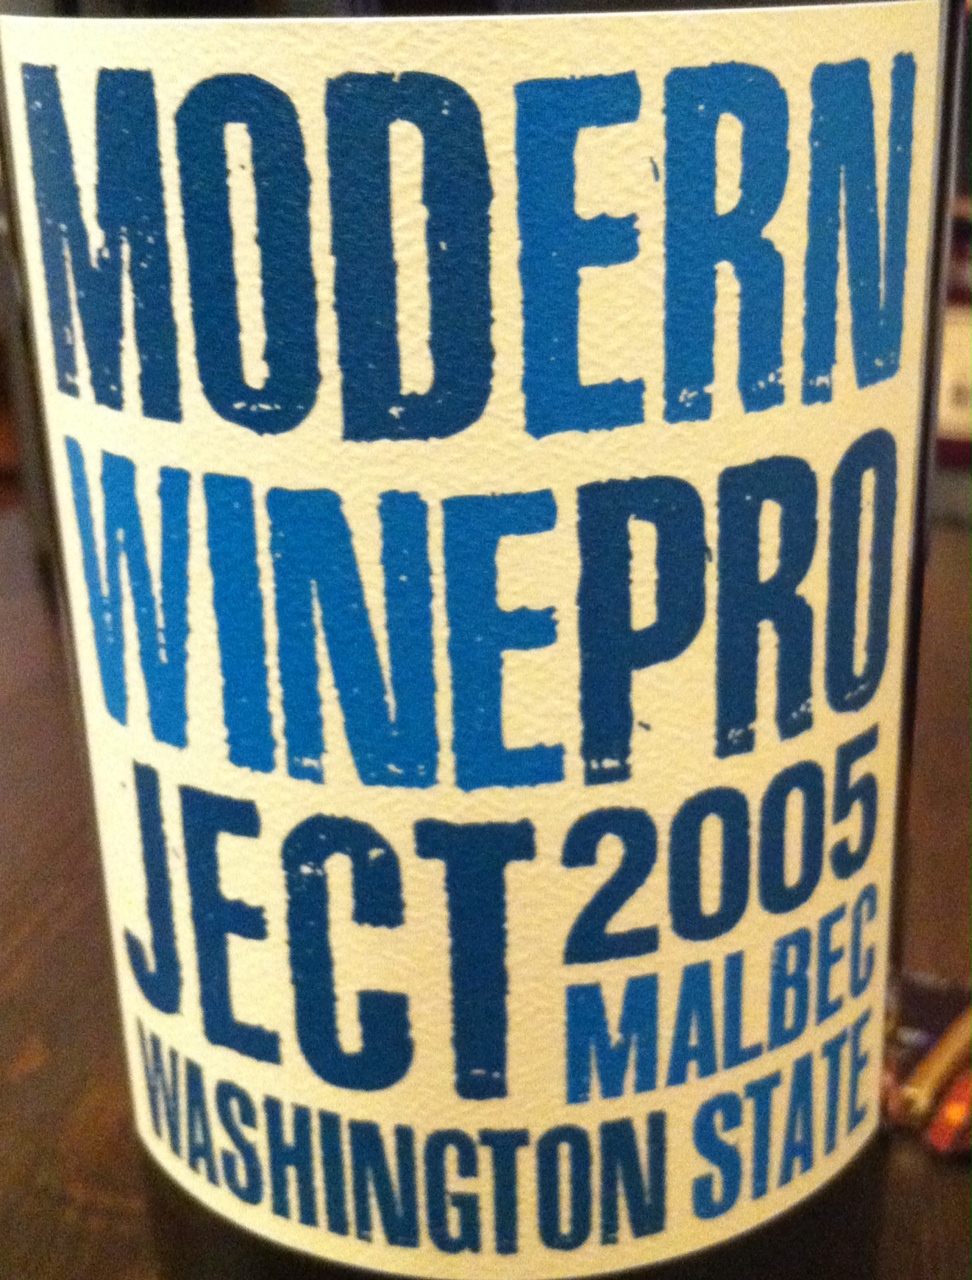 MODERN
WINEPRO
JECT 2005
MALBEC
WASHINGTON STATE